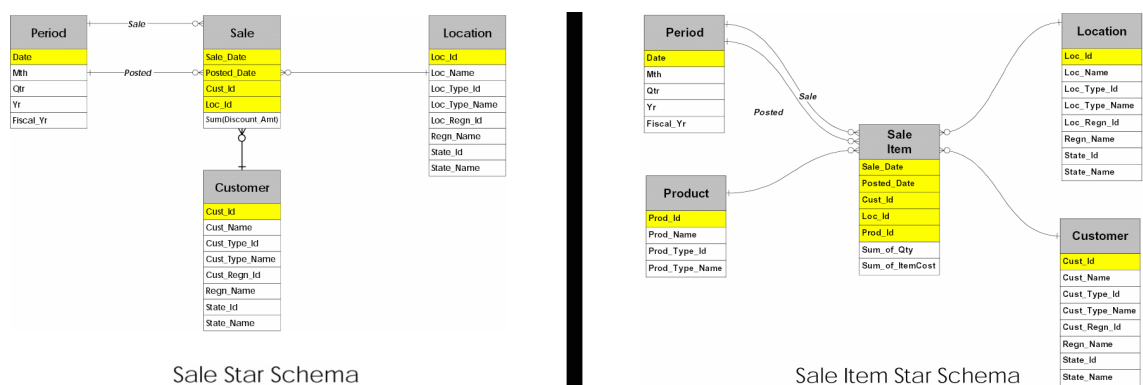 Sale
Period
Date
Mth
Qtr
Yr
Fiscal_Yr
Posted
Sale
Sale_Date
Posted_Date
Cust_Id
Loc_Id
Sum(Discount_Amt)
Location
Loc_Id
Loc_Name
Loc_Type_Id
Loc_Type_Name
Loc_Regn_Id
Regn_Name
State_Id
State_Name
Customer
Cust_Id
Cust_Name
Cust_Type_Id
Cust_Type_Name
Cust_Regn_Id
Regn_Name
State_Id
State_Name
Sale Star Schema
Period
Date
Mth
Qtr
Yr
Fiscal_Yr
Sale
Posted
Product
Prod_Id
Prod_Name
Prod_Type_Id
Prod_Type_Name
Sale
Item
Sale_Date
Posted_Date
Cust_Id
Loc_Id
Prod_Id
Sum_of_Qty
Sum_of_ItemCost
Location
Loc_Id
Loc_Name
Loc_Type_Id
Loc_Type_Name
Loc_Regn_Id
Regn_Name
State_Id
State_Name
Customer
Cust_Id
Cust_Name
Cust_Type_Id
Cust_Type_Name
Cust_Regn_Id
Regn_Name
State_Id
State_Name
Sale Item Star Schema